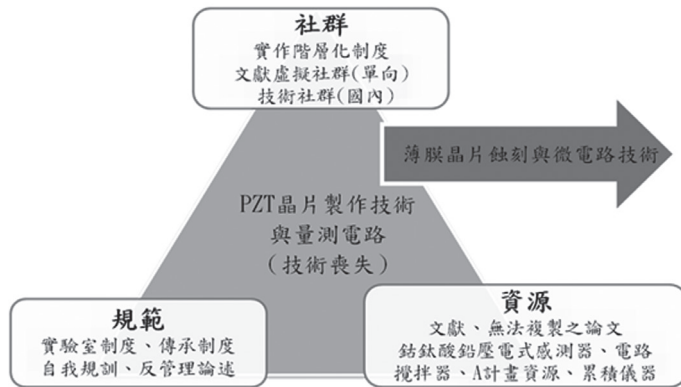 社群
實作階層化制度
文獻虛擬社群(單向)
技術社群(國內)
薄膜晶片蝕刻與微電路技術
PZT晶片製作技術
與量測電路
（技術喪失）
規範
實驗室制度、傳承制度
自我規訓、反管理論述
資源
文獻、無法複製之論文
鈷鈦酸鉛壓電式感測器、電路
攪拌器、A計畫資源、累積儀器